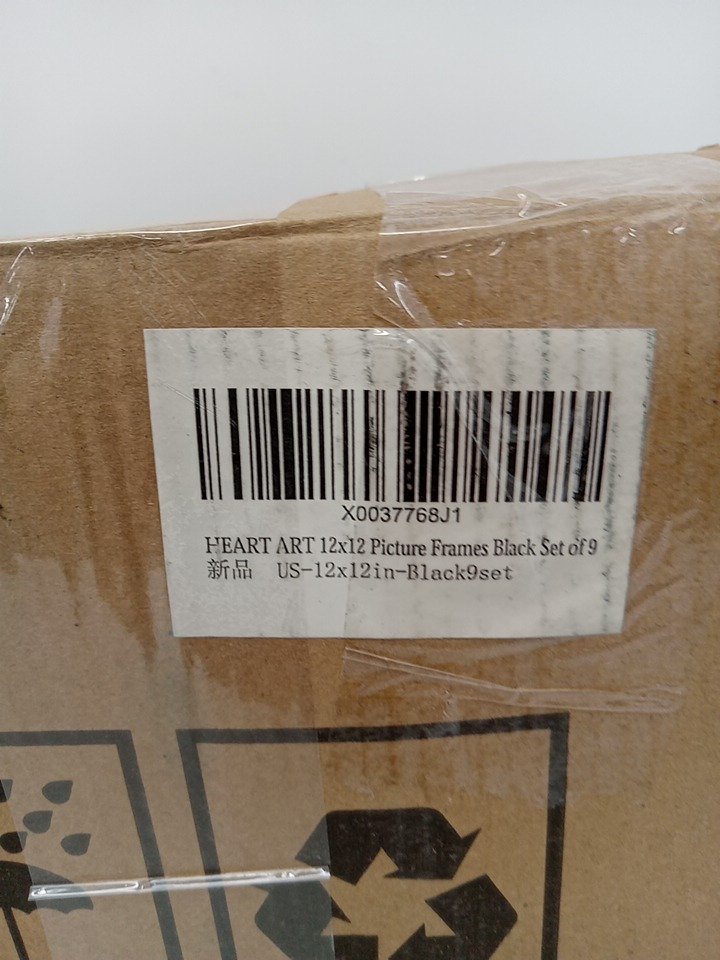 X0037768J1
HEART ART 12x12 Picture Frames Black Set of 9
新品 US-12x12in-Black9set